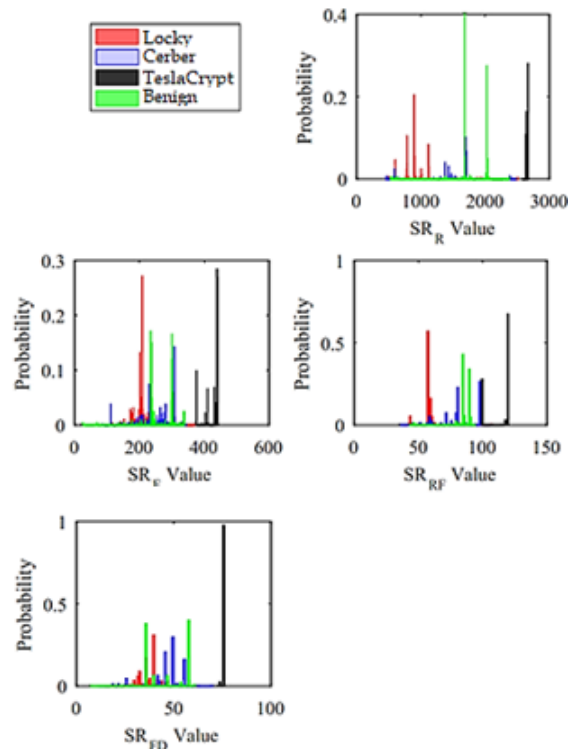 Locky
Cerber
TeslaCrypt
Benign
0.4
0.2
0
Probability
0 1000 2000 3000
SR_R Value
0.3
0.2
0.1
0
Probability
0 200 400 600
SR_F Value
1
0.5
0
Probability
0 50 100 150
SR_RF Value
1
0.5
0
Probability
0 50 100
SR_FD Value